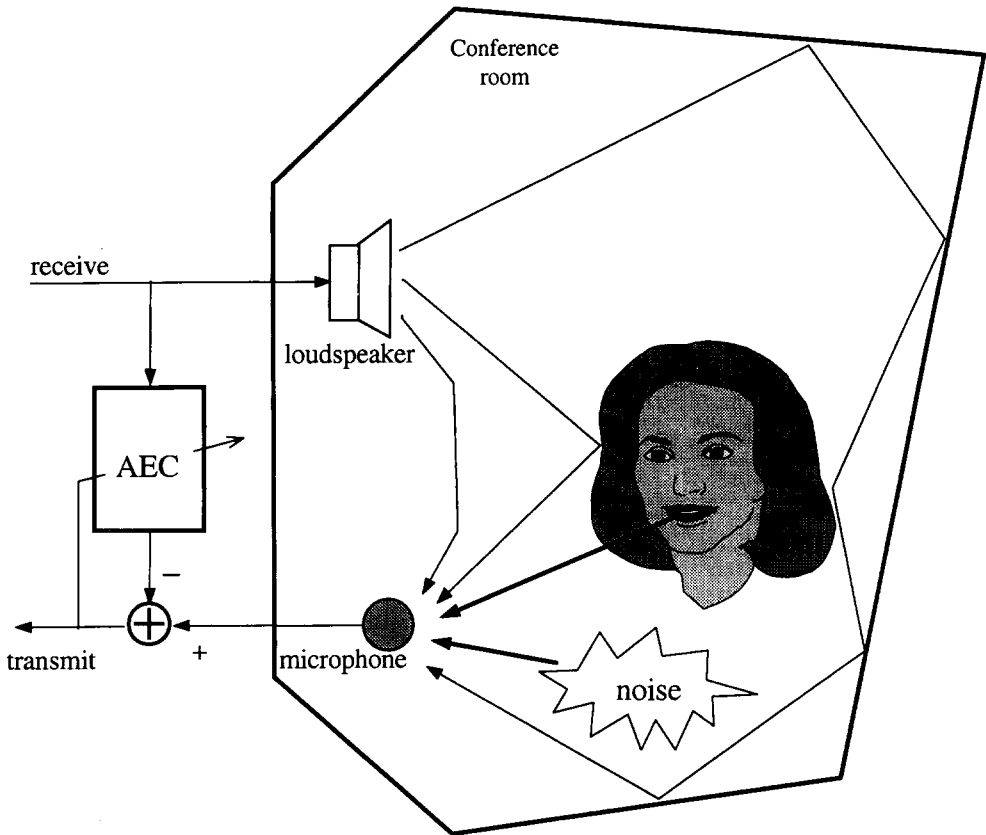 Conference
room
receive
loudspeaker
AEC
−
+
+
transmit
microphone
noise